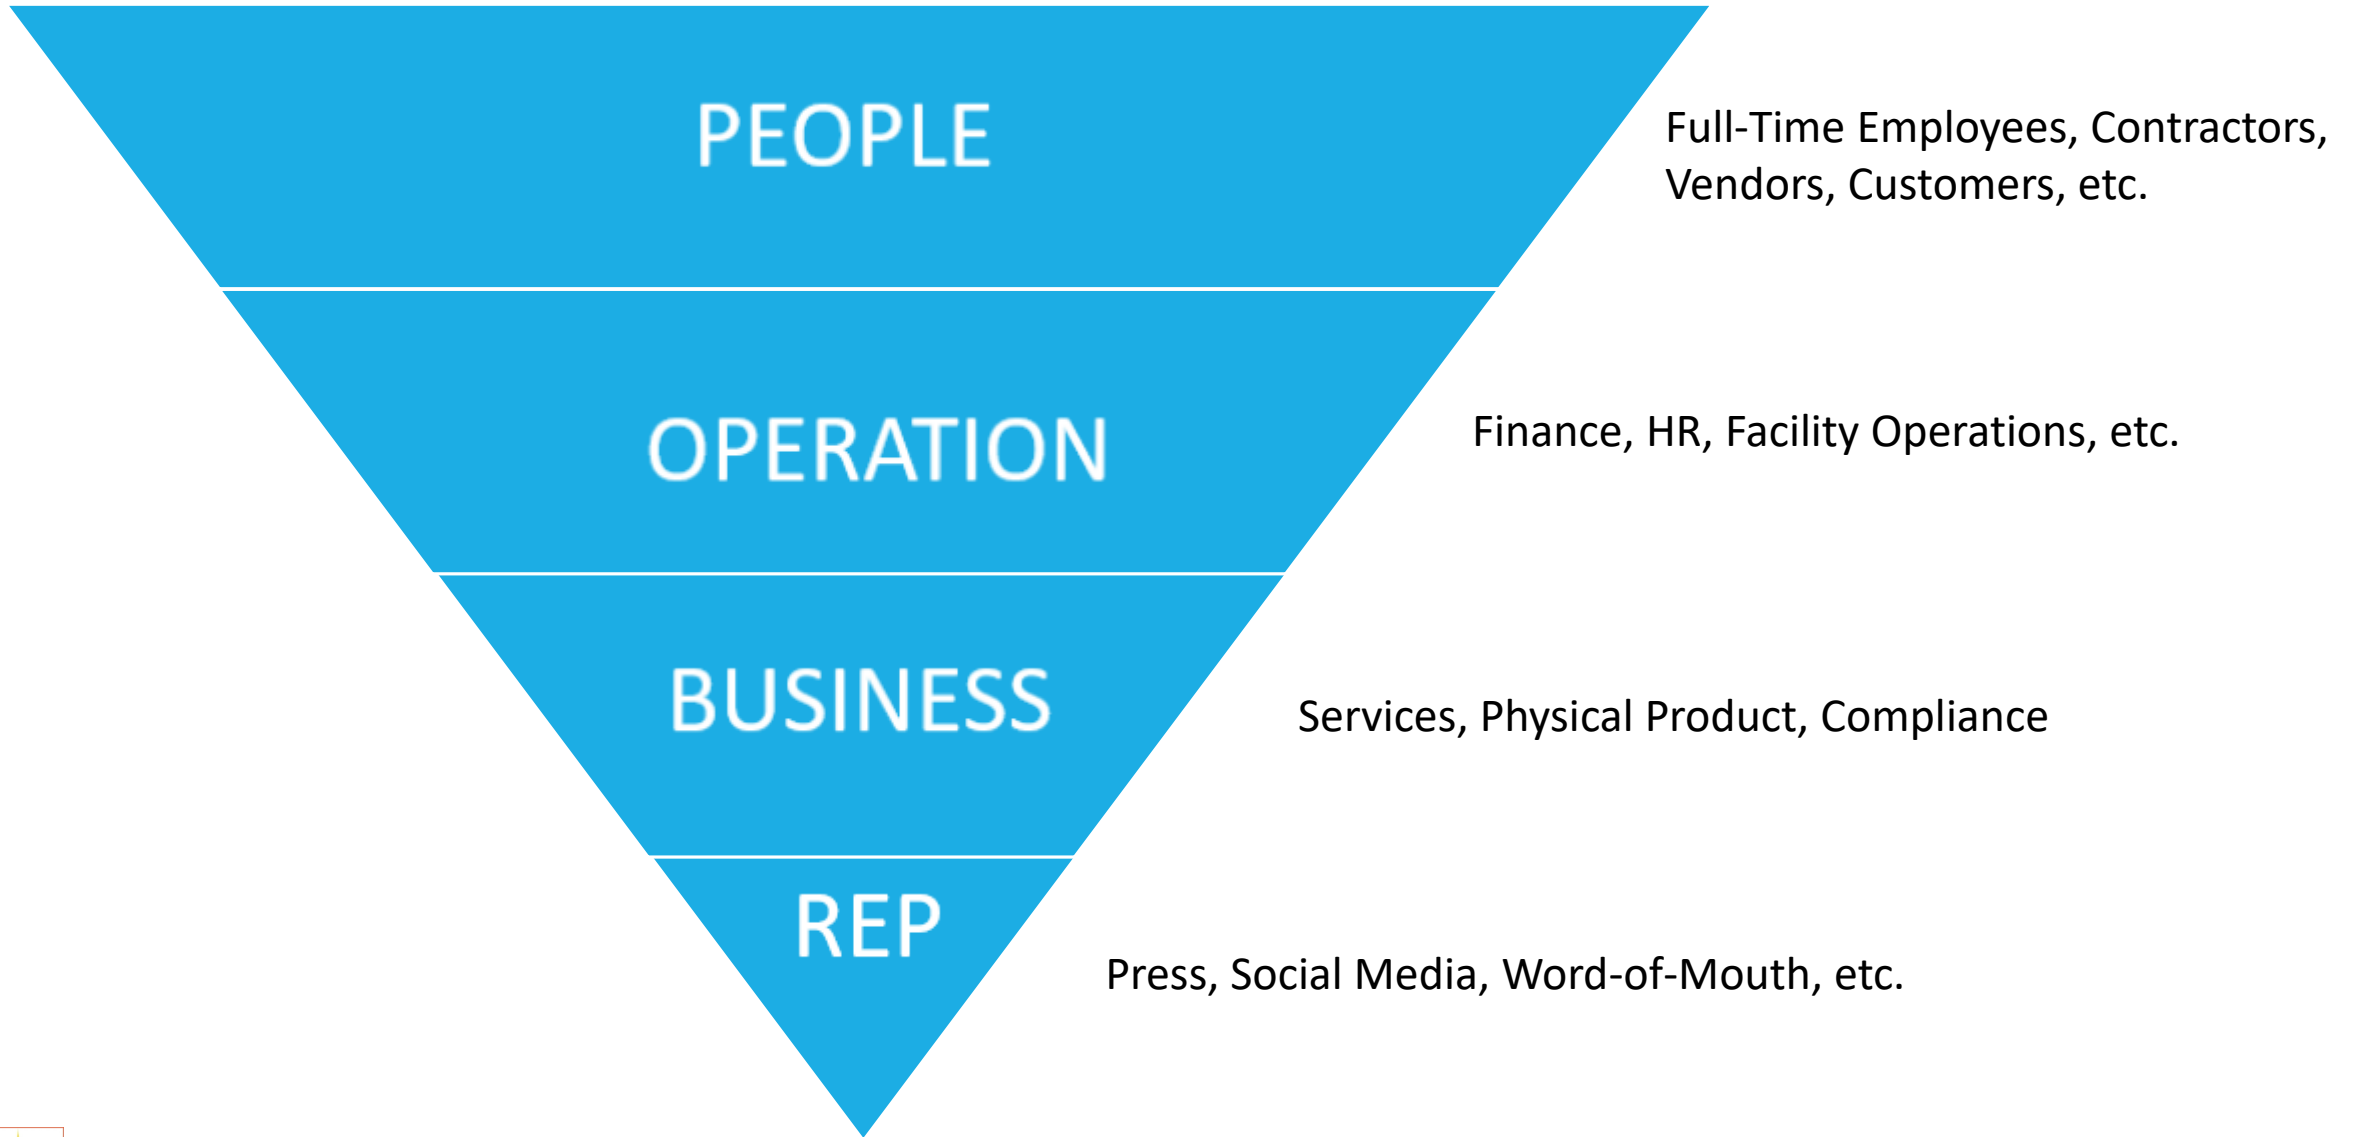 PEOPLE
Full-Time Employees, Contractors,
Vendors, Customers, etc.
OPERATION
Finance, HR, Facility Operations, etc.
BUSINESS
Services, Physical Product, Compliance
REP
Press, Social Media, Word-of-Mouth, etc.